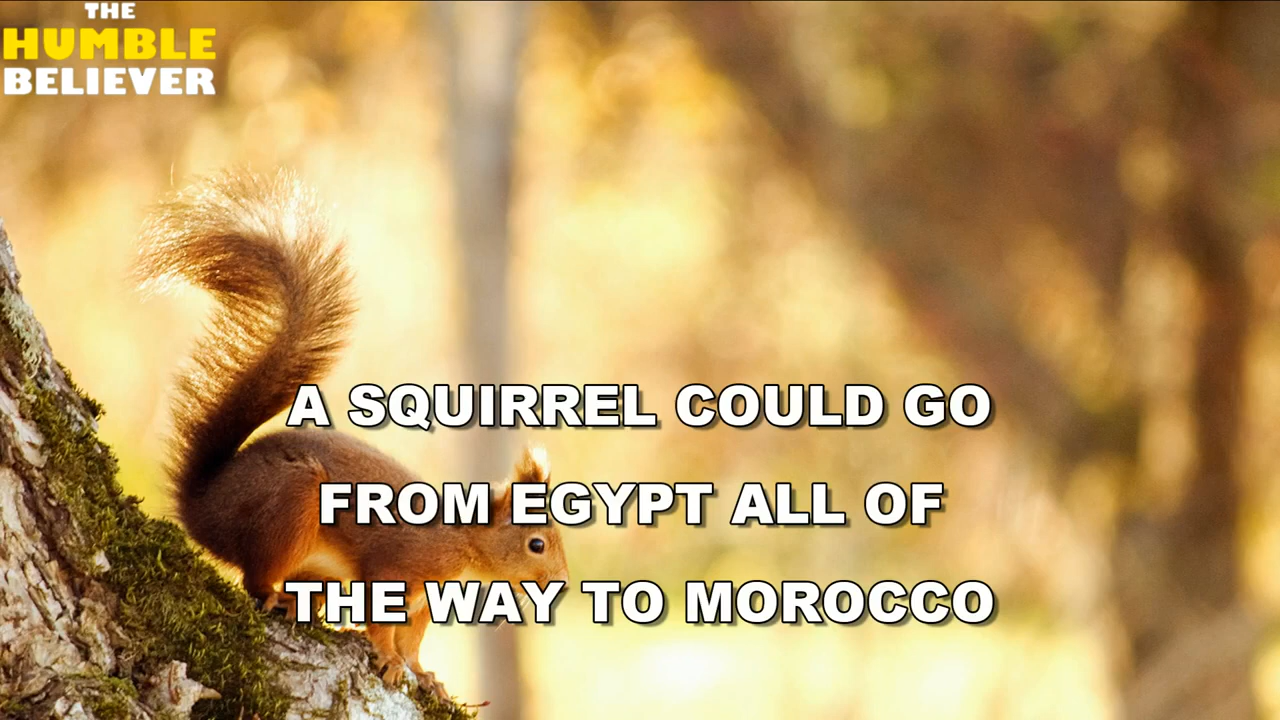 THE
HUMBLE
BELIEVER
A SQUIRREL COULD GO
FROM EGYPT ALL OF
THE WAY TO MOROCCO